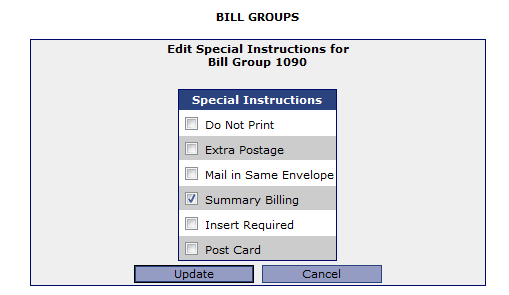 BILL GROUPS
Edit Special Instructions for
Bill Group 1090
Special Instructions
Do Not Print
Extra Postage
Mail in Same Envelope
Summary Billing
Insert Required
Post Card
Update Cancel